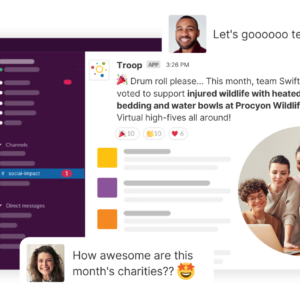 Let's goooooo te
Troop APP 3:26 PM
🎉 Drum roll please... This month, team Swift
voted to support injured wildlife with heated
bedding and water bowls at Procyon Wildlif
Virtual high-fives all around!
🎉 10 👏 10 ❤️ 6
Channels
# social-impact 1
Direct messages
How awesome are this
month's charities?? 🤩